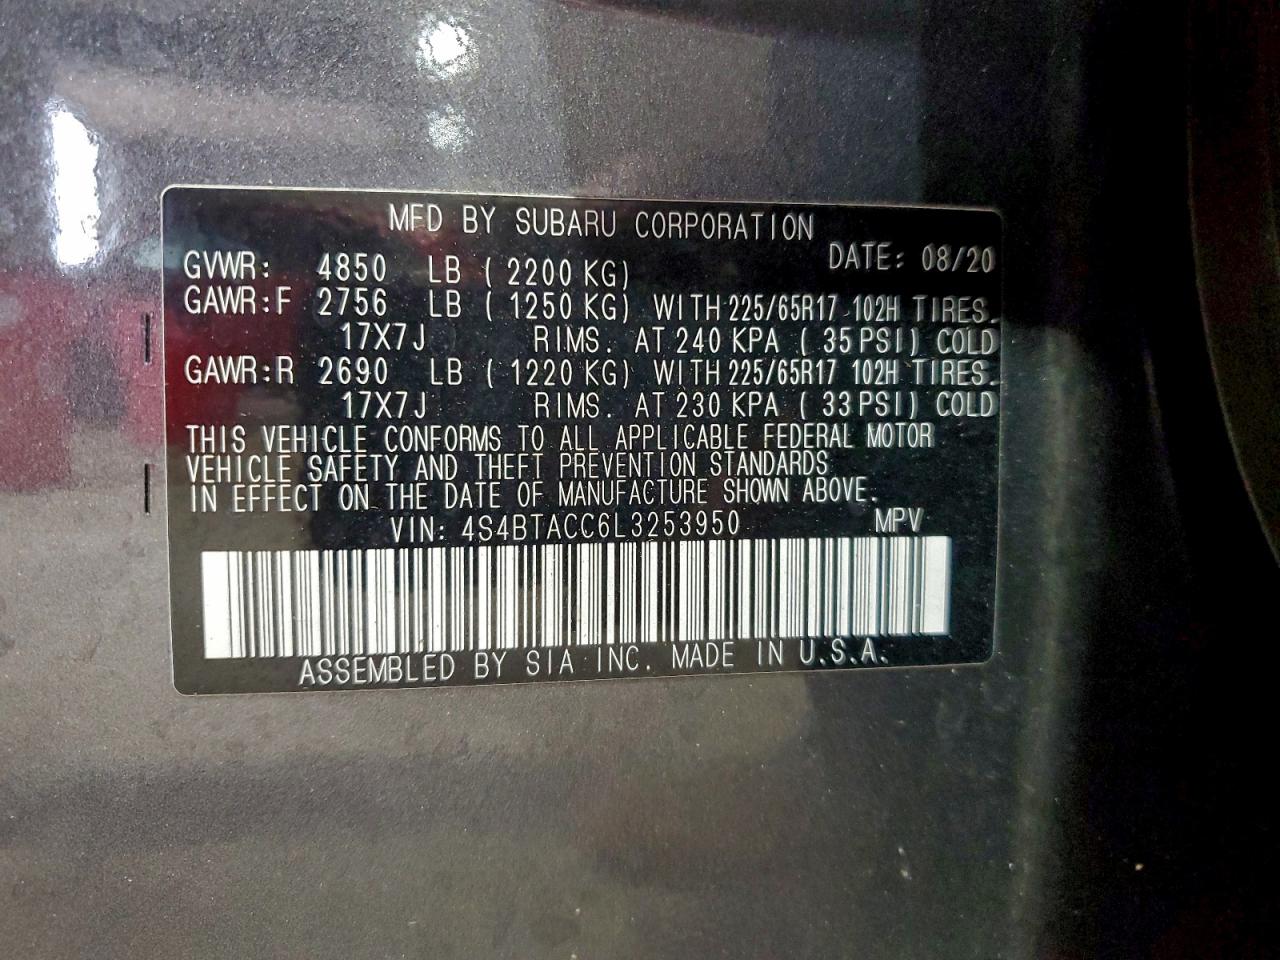 MFD BY SUBARU CORPORATION
DATE: 08/20
GVWR: 4850 LB ( 2200 KG)
GAWR:F 2756 LB ( 1250 KG) WITH 225/65R17 102H TIRES.
17X7J RIMS. AT 240 KPA ( 35 PSI) COLD
GAWR:R 2690 LB ( 1220 KG) WITH 225/65R17 102H TIRES.
17X7J RIMS. AT 230 KPA ( 33 PSI) COLD
THIS VEHICLE CONFORMS TO ALL APPLICABLE FEDERAL MOTOR
VEHICLE SAFETY AND THEFT PREVENTION STANDARDS
IN EFFECT ON THE DATE OF MANUFACTURE SHOWN ABOVE.
VIN: 4S4BTACC6L3253950 MPV
ASSEMBLED BY SIA INC. MADE IN U.S.A.